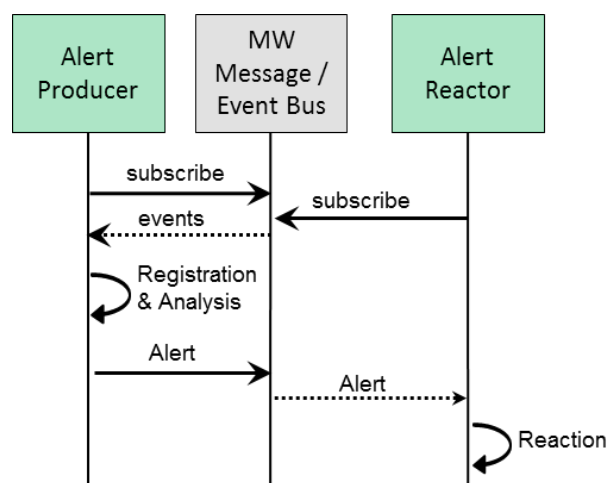 Alert
Producer
MW
Message /
Event Bus
Alert
Reactor
subscribe
subscribe
events
Registration
& Analysis
Alert
Alert
Reaction